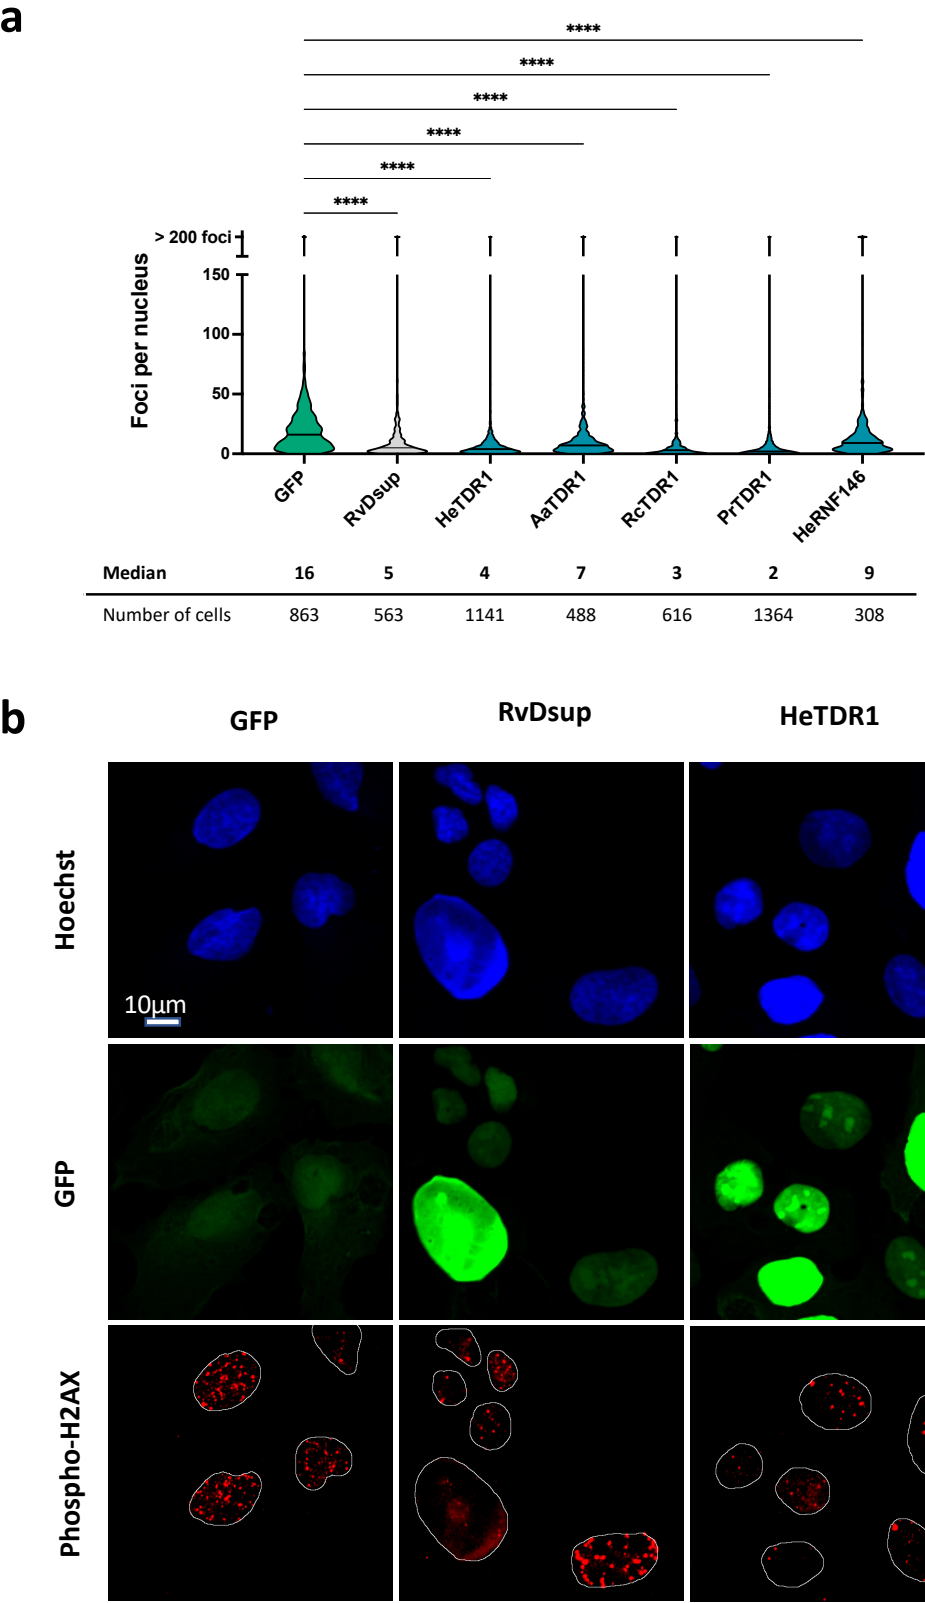 a
****
****
****
****
****
****
> 200 foci
150
100
50
0
Foci per nucleus
GFP
RvDsup
HeTDR1
AaTDR1
RcTDR1
PrTDR1
HeRNF146
Median 16 5 4 7 3 2 9
Number of cells 863 563 1141 488 616 1364 308
b
GFP RvDsup HeTDR1
Hoechst
10µm
GFP
Phospho-H2AX